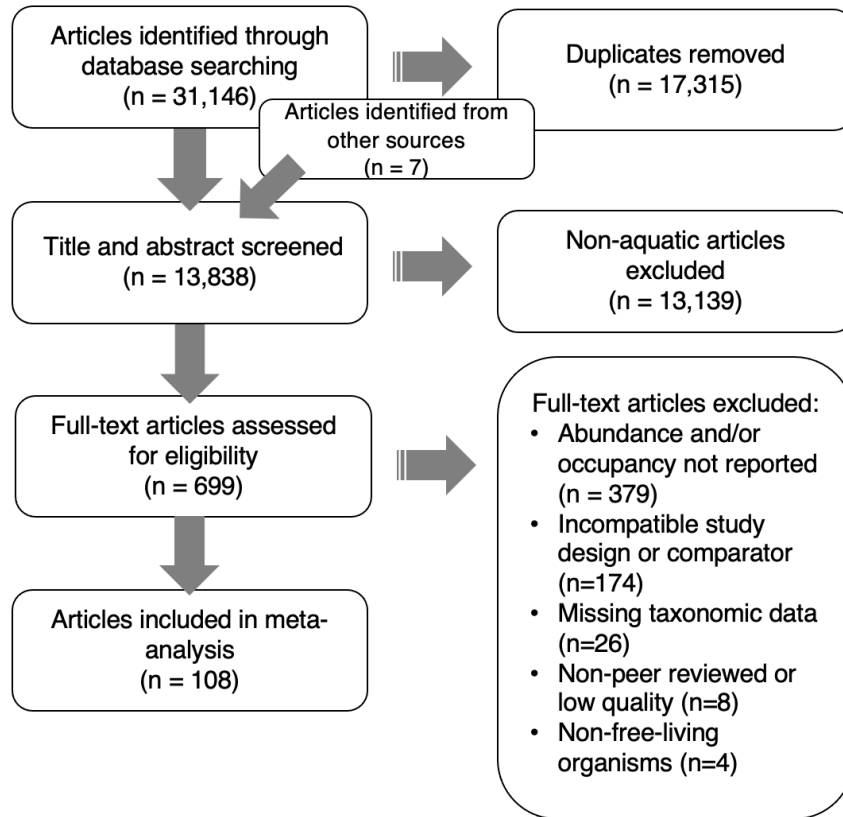 Articles identified through
database searching
(n = 31,146)
Duplicates removed
(n = 17,315)
Articles identified from
other sources
(n = 7)
Title and abstract screened
(n = 13,838)
Non-aquatic articles
excluded
(n = 13,139)
Full-text articles assessed
for eligibility
(n = 699)
Full-text articles excluded:
• Abundance and/or
occupancy not reported
(n = 379)
• Incompatible study
design or comparator
(n=174)
• Missing taxonomic data
(n=26)
• Non-peer reviewed or
low quality (n=8)
• Non-free-living
organisms (n=4)
Articles included in meta-
analysis
(n = 108)